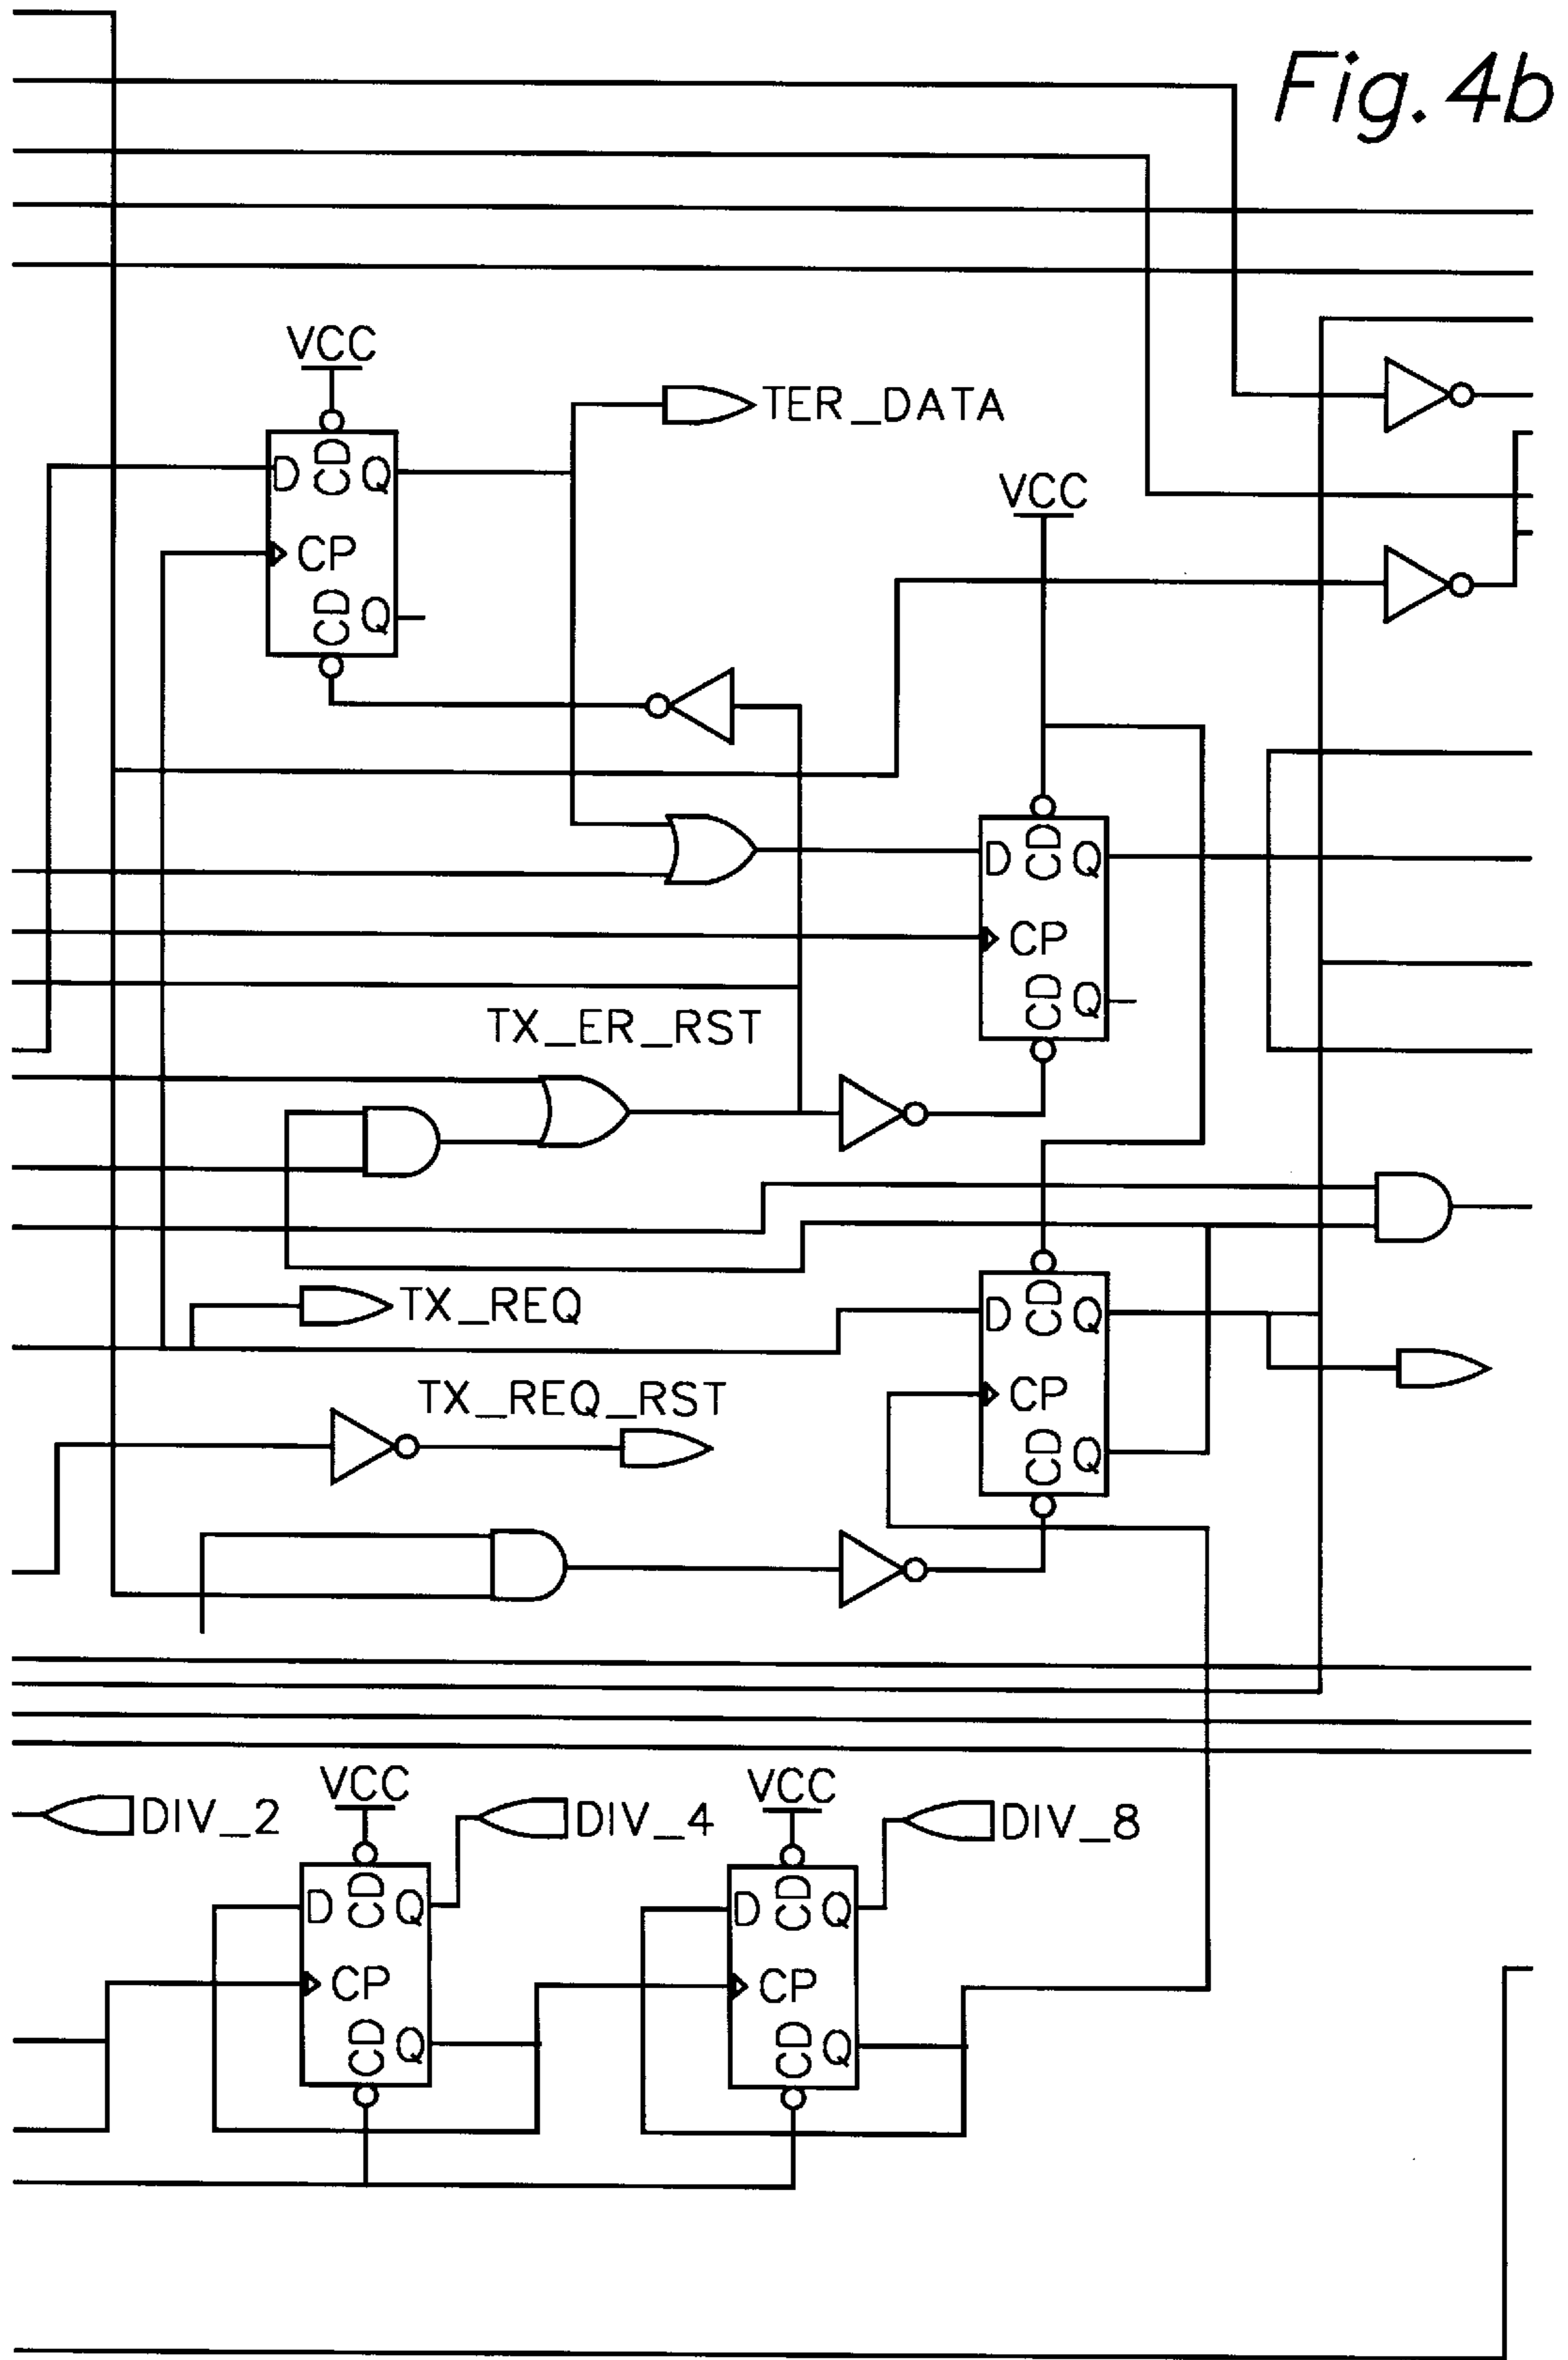 Fig. 4b
VCC
TER_DATA
D CD Q
CP
CD Q
VCC
D CD Q
CP
CD Q
TX_ER_RST
TX_REQ
D CD Q
CP
CD Q
TX_REQ_RST
VCC
VCC
DIV_2
DIV_4
DIV_8
D CD Q
CP
CD Q
D CD Q
CP
CD Q